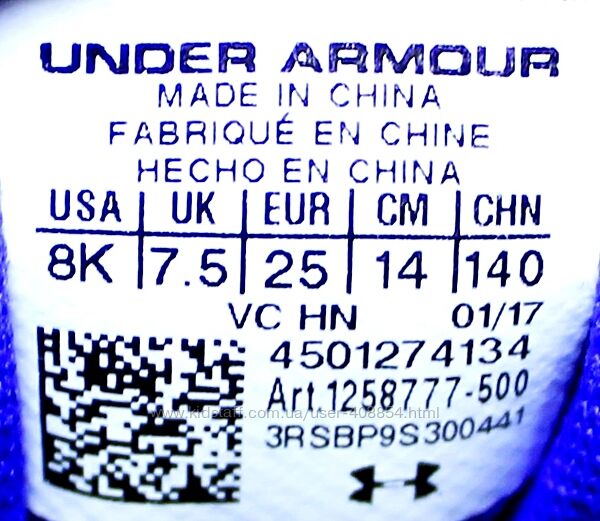 UNDER ARMOUR
MADE IN CHINA
FABRIQUÉ EN CHINE
HECHO EN CHINA
USA UK EUR CM CHN
8K 7.5 25 14 140
VC HN 01/17
4501274134
Art.1258777-500
www.kidstaff.com.ua/user-408854.html
3RSBP9S300441